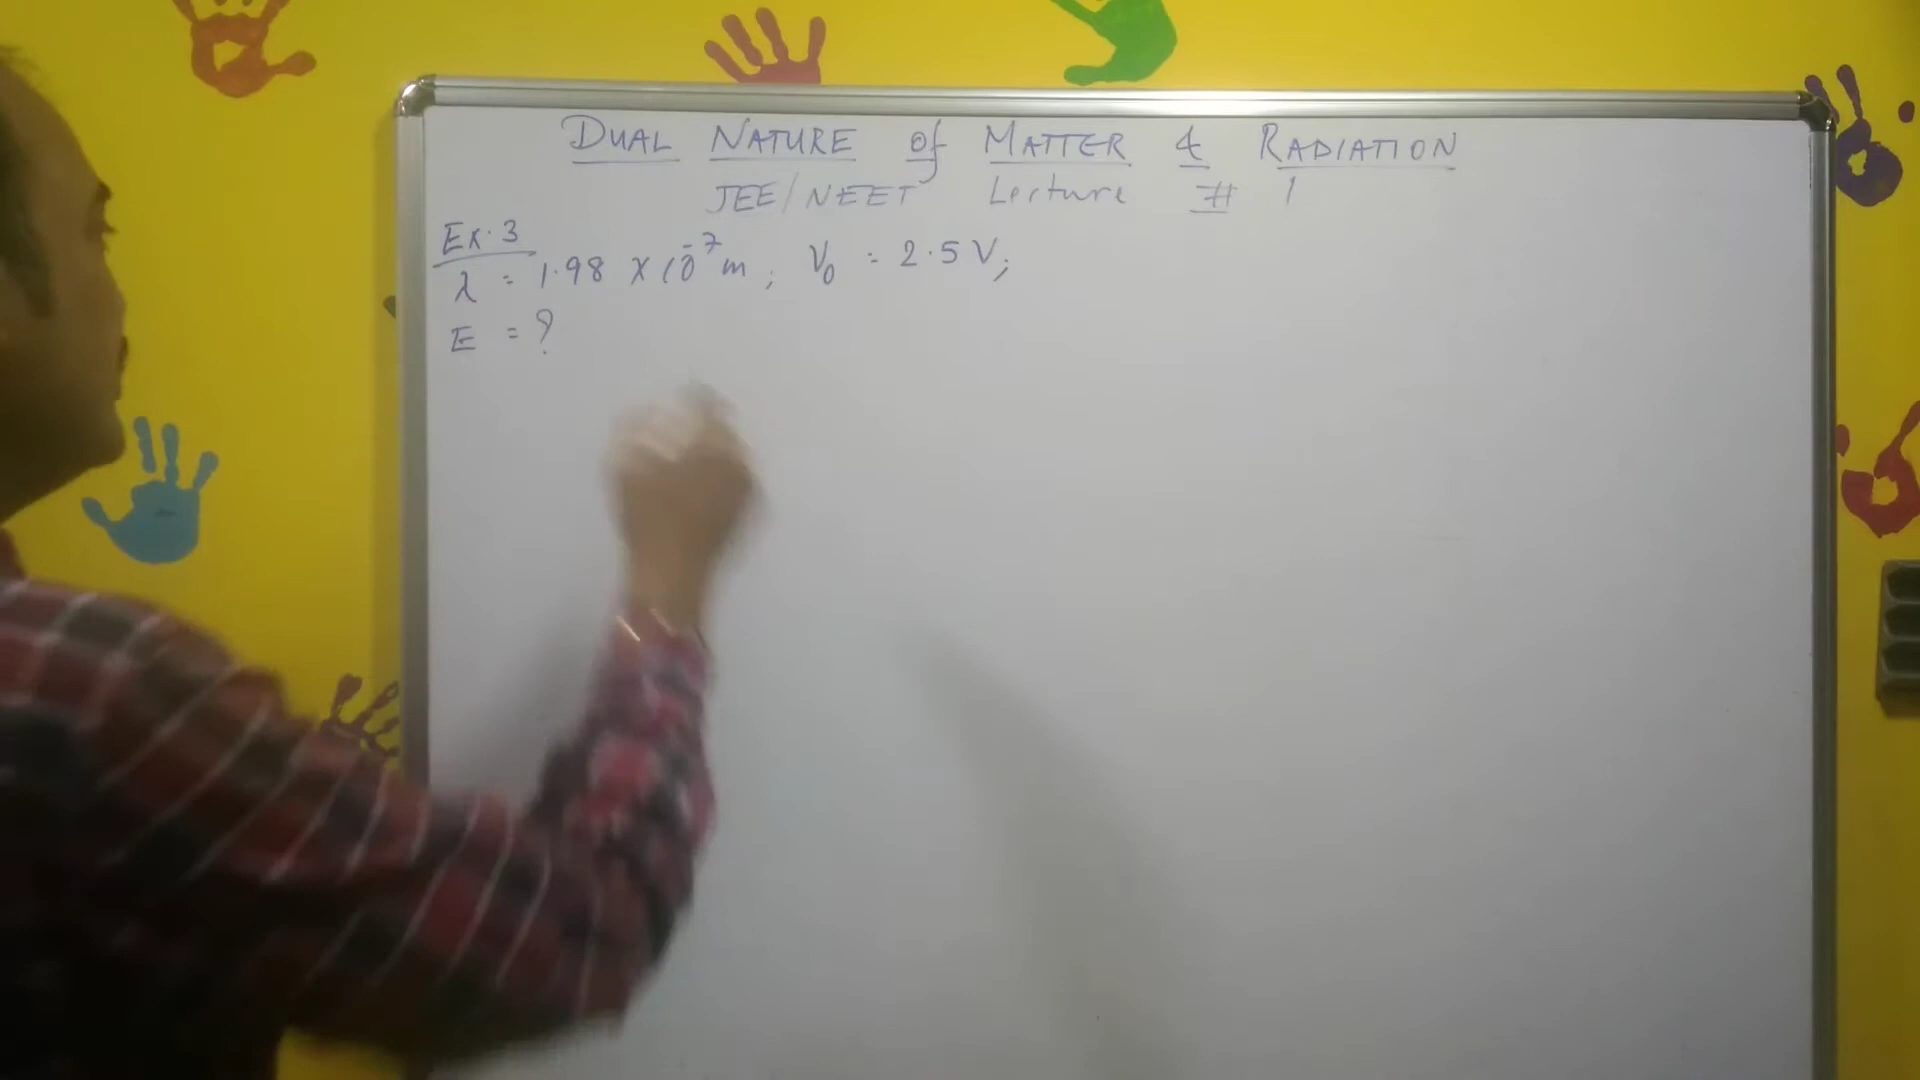 DUAL NATURE of MATTER & RADIATION
JEE/NEET Lecture # 1
Ex. 3
λ = 1.98 x 10⁻⁷ m ; V₀ = 2.5 V;
E = ?